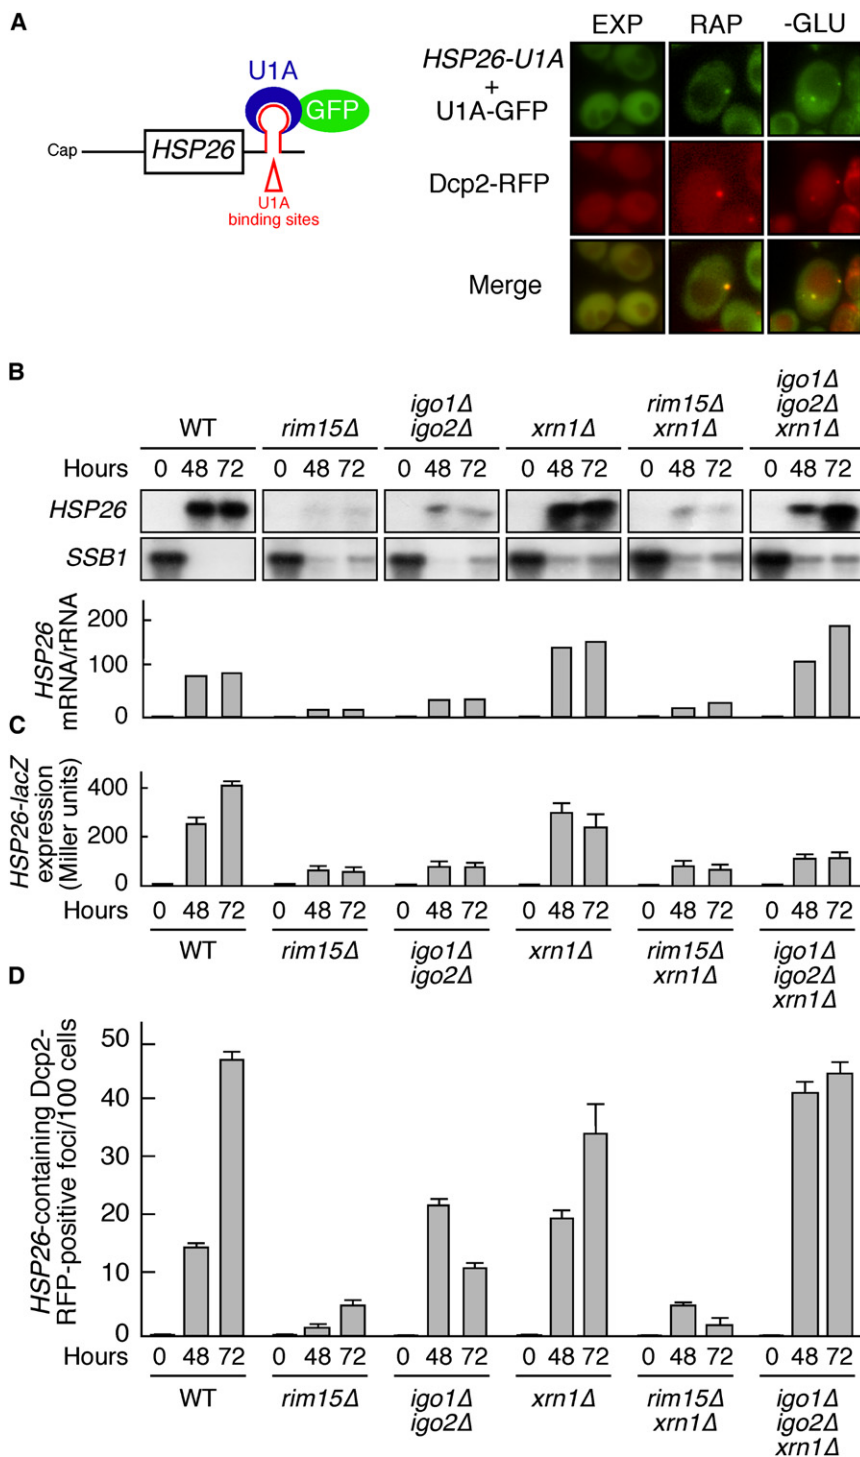 A
U1A
GFP
Cap
HSP26
U1A
binding sites
EXP RAP -GLU
HSP26-U1A
+
U1A-GFP
Dcp2-RFP
Merge
B
WT rim15Δ igo1Δ igo2Δ xrn1Δ rim15Δ xrn1Δ igo1Δ igo2Δ xrn1Δ
Hours 0 48 72 0 48 72 0 48 72 0 48 72 0 48 72 0 48 72
HSP26
SSB1
HSP26
mRNA/rRNA
200
100
0
C
HSP26-lacZ
expression
(Miller units)
400
200
0
Hours 0 48 72 0 48 72 0 48 72 0 48 72 0 48 72 0 48 72
WT rim15Δ igo1Δ igo2Δ xrn1Δ rim15Δ xrn1Δ igo1Δ igo2Δ xrn1Δ
D
HSP26-containing Dcp2-
RFP-positive foci/100 cells
50
40
30
20
10
0
Hours 0 48 72 0 48 72 0 48 72 0 48 72 0 48 72 0 48 72
WT rim15Δ igo1Δ igo2Δ xrn1Δ rim15Δ xrn1Δ igo1Δ igo2Δ xrn1Δ